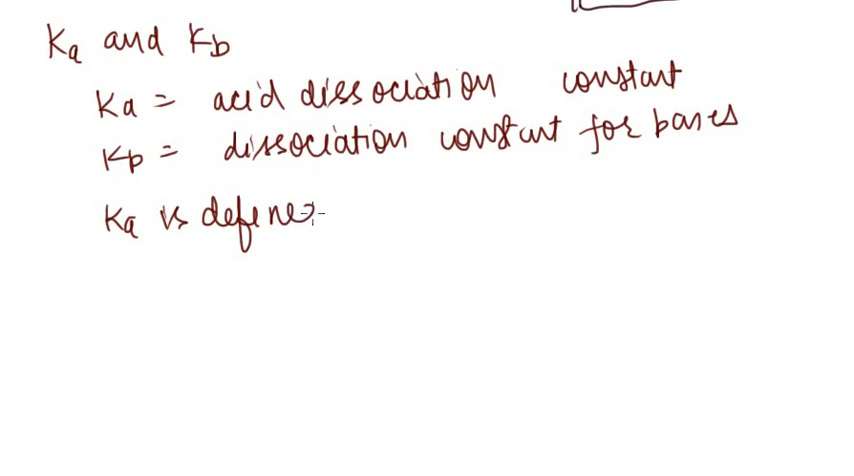 Ka and Kb
Ka = acid dissociation constant
Kb = dissociation constant for bases
Ka is define